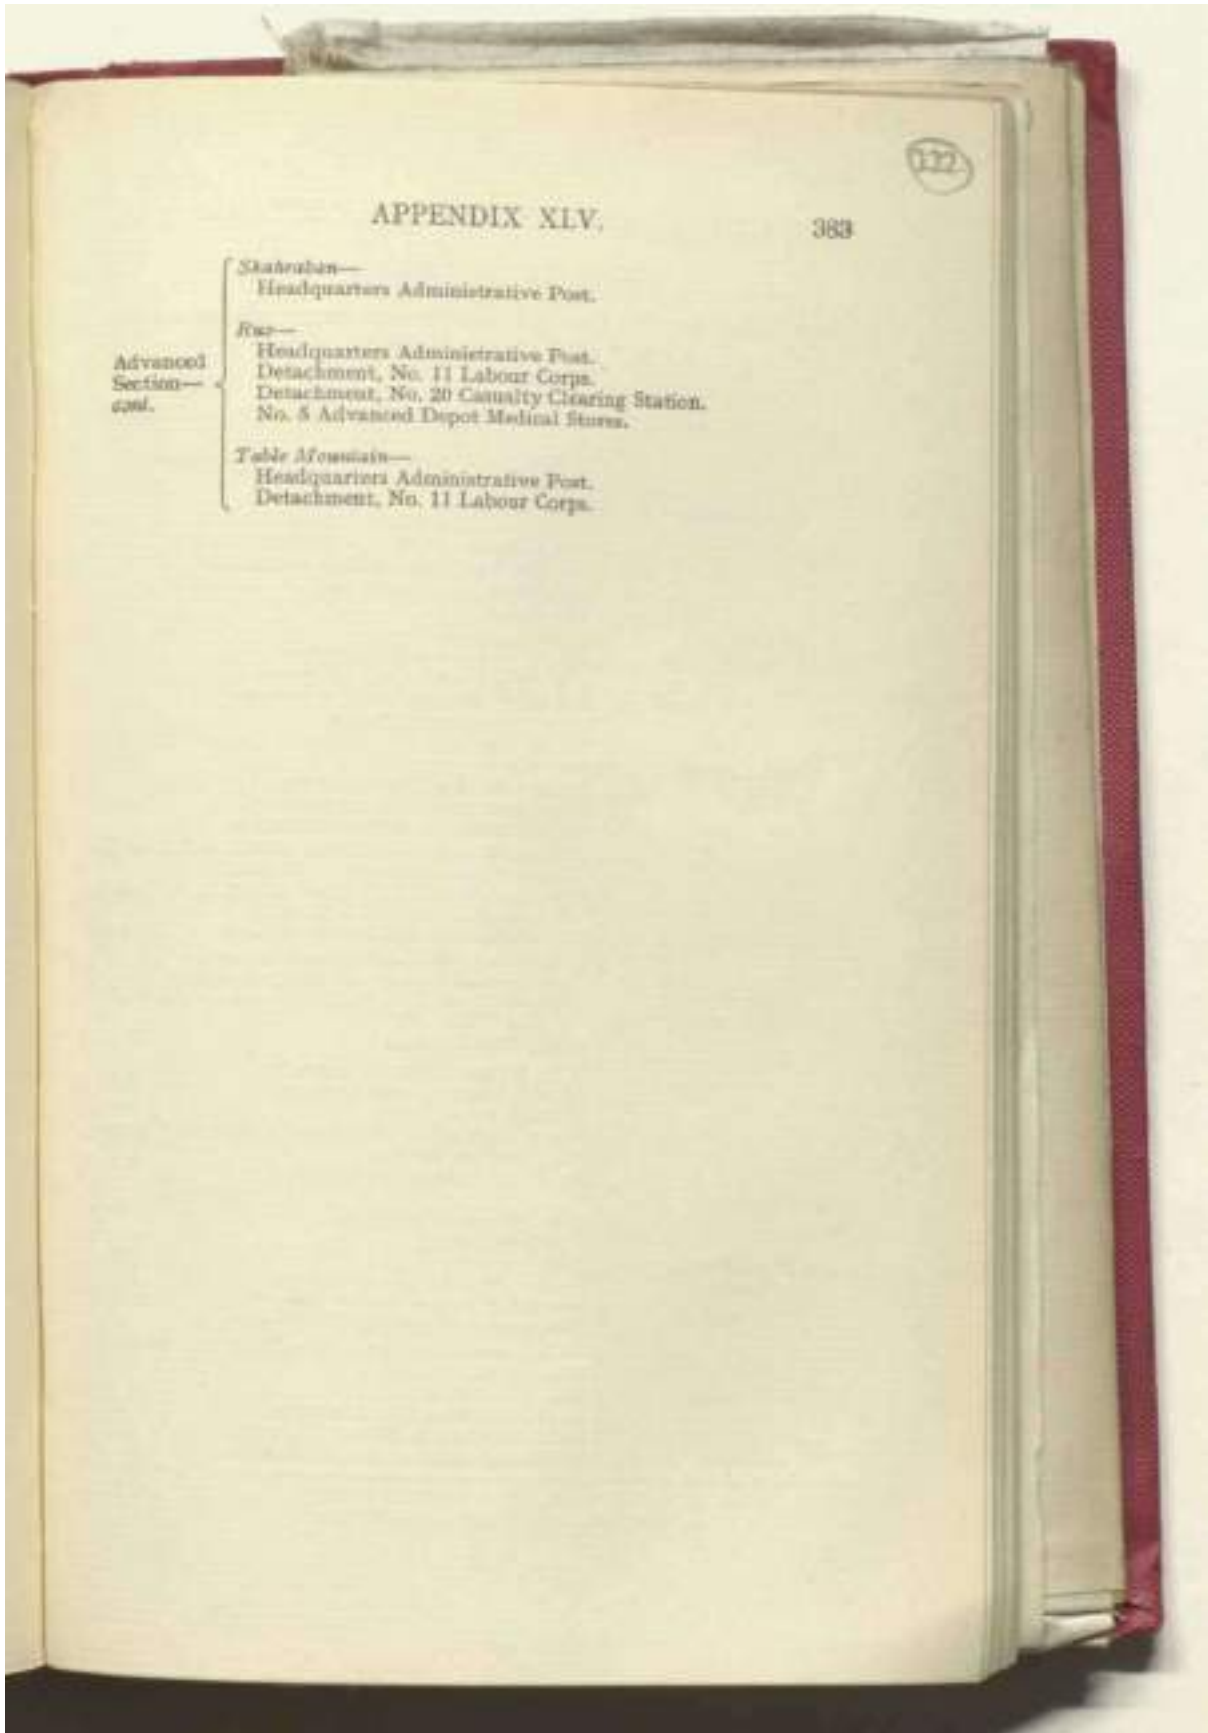 122
APPENDIX XLV.
383
Advanced
Section—
cont.
Shahraban—
Headquarters Administrative Post.
Ruz—
Headquarters Administrative Post.
Detachment, No. 11 Labour Corps.
Detachment, No. 20 Casualty Clearing Station.
No. 5 Advanced Depot Medical Stores.
Table Mountain—
Headquarters Administrative Post.
Detachment, No. 11 Labour Corps.